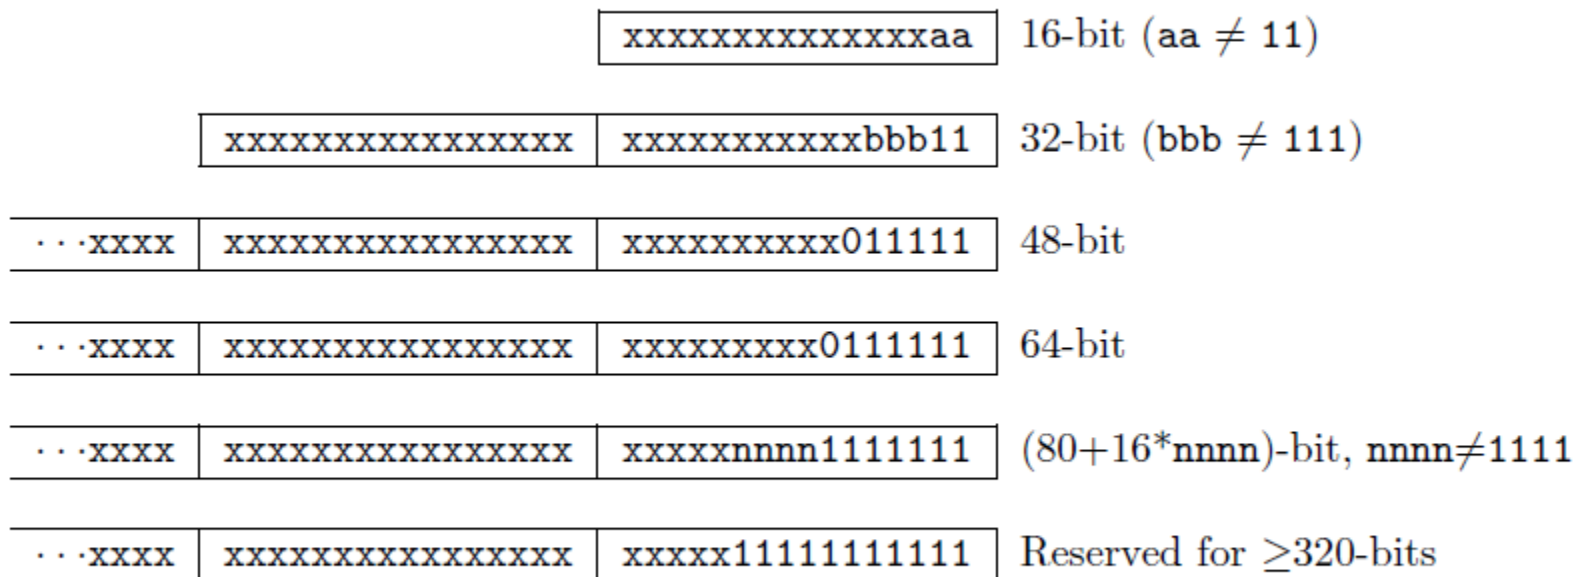 xxxxxxxxxxxxxxaa 16-bit (aa ≠ 11)
xxxxxxxxxxxxxxxx xxxxxxxxxxxbbb11 32-bit (bbb ≠ 111)
···xxxx xxxxxxxxxxxxxxxx xxxxxxxxxx011111 48-bit
···xxxx xxxxxxxxxxxxxxxx xxxxxxxxx0111111 64-bit
···xxxx xxxxxxxxxxxxxxxx xxxxxnnnn1111111 (80+16*nnnn)-bit, nnnn≠1111
···xxxx xxxxxxxxxxxxxxxx xxxxx11111111111 Reserved for ≥320-bits